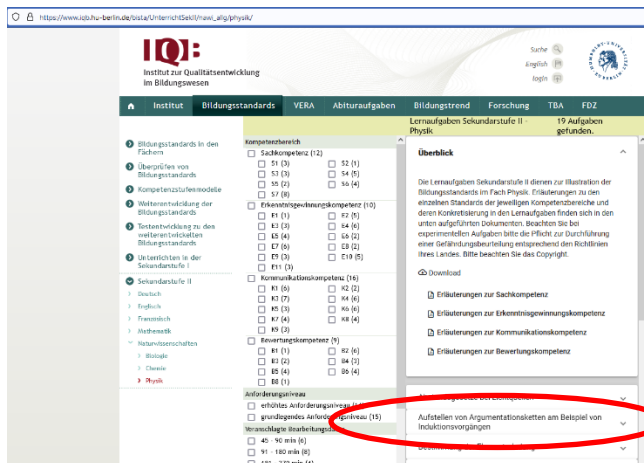 https://www.iqb.hu-berlin.de/bista/UnterrichtSekII/nawi_allg/physik/
IQB
Institut zur Qualitätsentwicklung
im Bildungswesen
Suche
English
login
Institut Bildungsstandards VERA Abituraufgaben Bildungstrend Forschung TBA FDZ
Lernaufgaben Sekundarstufe II -
Physik
19 Aufgaben
gefunden.
Bildungsstandards in den
Fächern
Überprüfen von
Bildungsstandards
Kompetenzstufenmodelle
Weiterentwicklung der
Bildungsstandards
Testentwicklung zu den
weiterentwickelten
Bildungsstandards
Unterrichten in der
Sekundarstufe I
Sekundarstufe II
Deutsch
Englisch
Französisch
Mathematik
Naturwissenschaften
Biologie
Chemie
Physik
Kompetenzbereich
Sachkompetenz (12)
S1 (3) S2 (1)
S3 (3) S4 (5)
S5 (2) S6 (4)
S7 (8)
Erkenntnisgewinnungskompetenz (10)
E1 (1) E2 (5)
E3 (3) E4 (6)
E5 (4) E6 (2)
E7 (6) E8 (2)
E9 (3) E10 (5)
E11 (3)
Kommunikationskompetenz (16)
K1 (6) K2 (2)
K3 (7) K4 (6)
K5 (3) K6 (6)
K7 (4) K8 (4)
K9 (3)
Bewertungskompetenz (9)
B1 (1) B2 (6)
B3 (2) B4 (3)
B5 (4) B6 (4)
B8 (1)
Anforderungsniveau
erhöhtes Anforderungsniveau
grundlegendes Anforderungsniveau (15)
Veranschlagte Bearbeitungsdauer
45 - 90 min (6)
91 - 180 min (8)
Überblick
Die Lernaufgaben Sekundarstufe II dienen zur Illustration der
Bildungsstandards im Fach Physik. Erläuterungen zu den
einzelnen Standards der jeweiligen Kompetenzbereiche und
deren Konkretisierung in den Lernaufgaben finden sich in den
unten aufgeführten Dokumenten. Beachten Sie bei
experimentellen Aufgaben bitte die Pflicht zur Durchführung
einer Gefährdungsbeurteilung entsprechend den Richtlinien
Ihres Landes. Bitte beachten Sie das Copyright.
Download
Erläuterungen zur Sachkompetenz
Erläuterungen zur Erkenntnisgewinnungskompetenz
Erläuterungen zur Kommunikationskompetenz
Erläuterungen zur Bewertungskompetenz
Aufstellen von Argumentationsketten am Beispiel von
Induktionsvorgängen